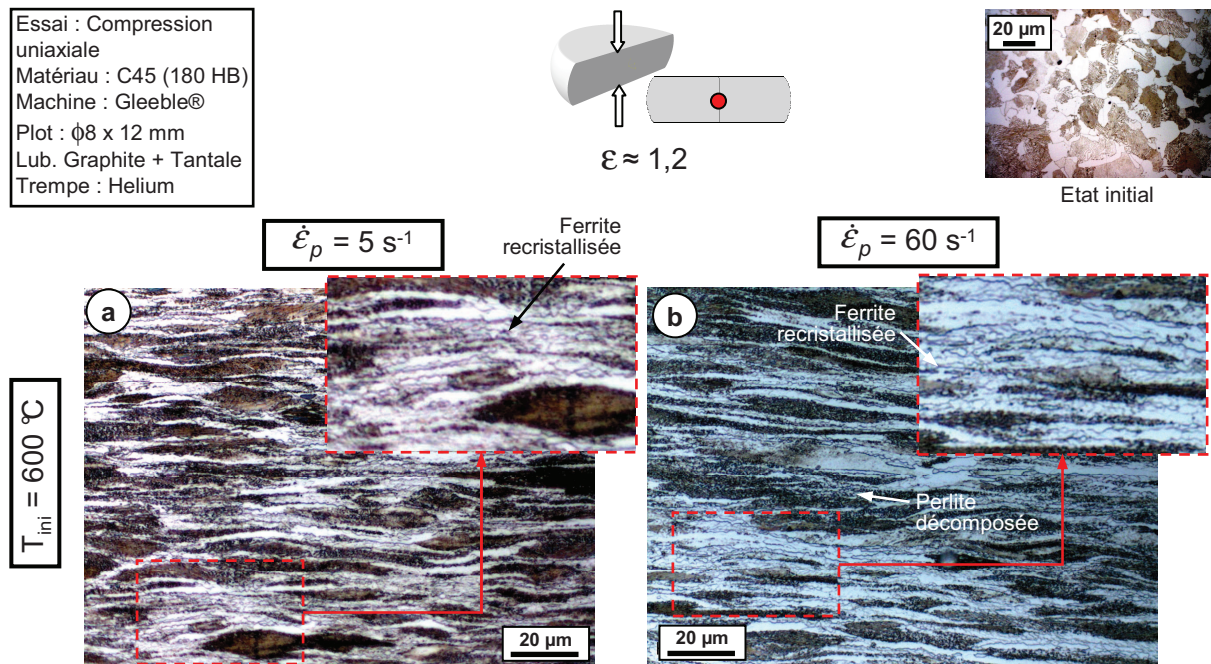 Essai : Compression
uniaxiale
Matériau : C45 (180 HB)
Machine : Gleeble®
Plot : ϕ8 x 12 mm
Lub. Graphite + Tantale
Trempe : Helium
ε ≈ 1,2
20 µm
Etat initial
ε̇p = 5 s-1
Ferrite
recristallisée
ε̇p = 60 s-1
a
b
Ferrite
recristallisée
Tini = 600 °C
Perlite
décomposée
20 µm
20 µm